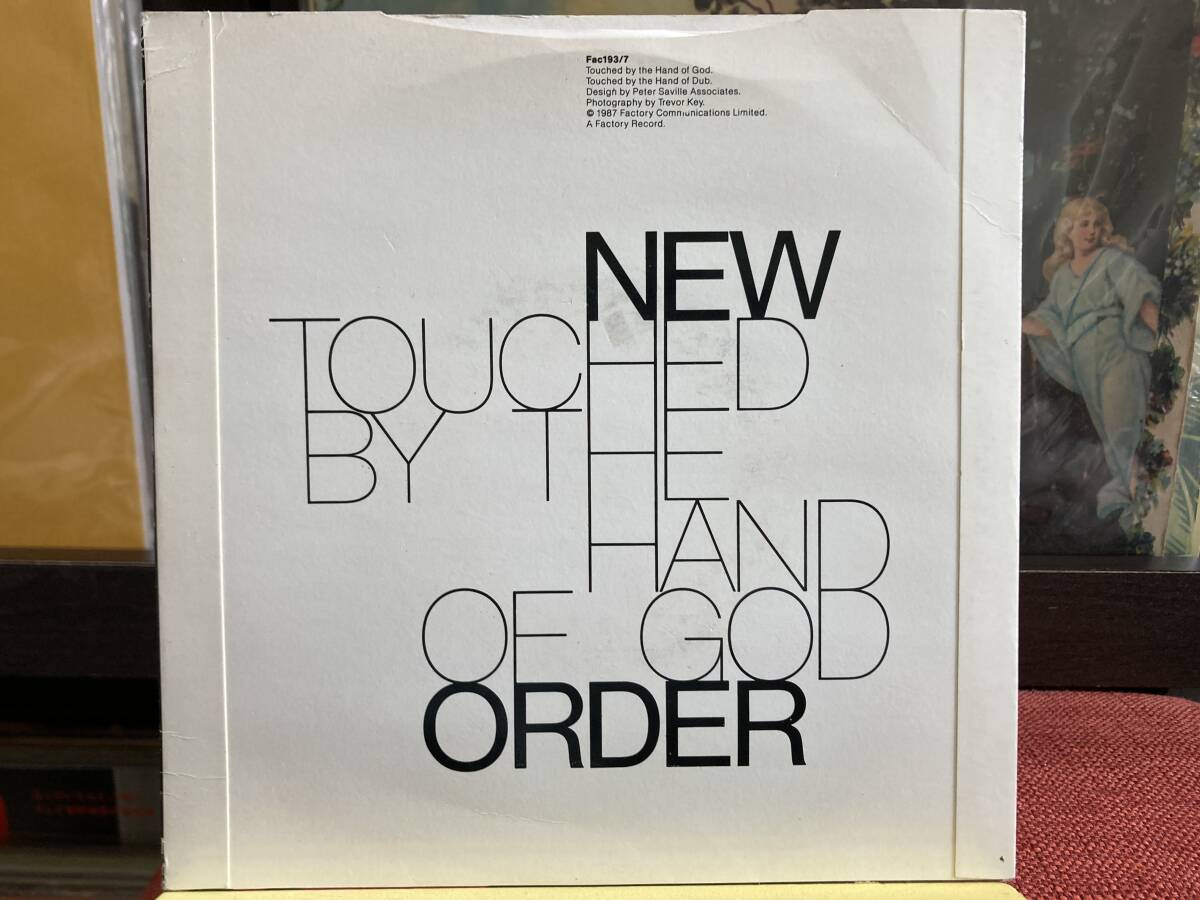 Fac193/7
Touched by the Hand of God.
Touched by the Hand of Dub.
Design by Peter Saville Associates.
Photography by Trevor Key.
© 1987 Factory Communications Limited.
A Factory Record.
NEW
TOUCHED
BY THE
HAND
OF GOD
ORDER